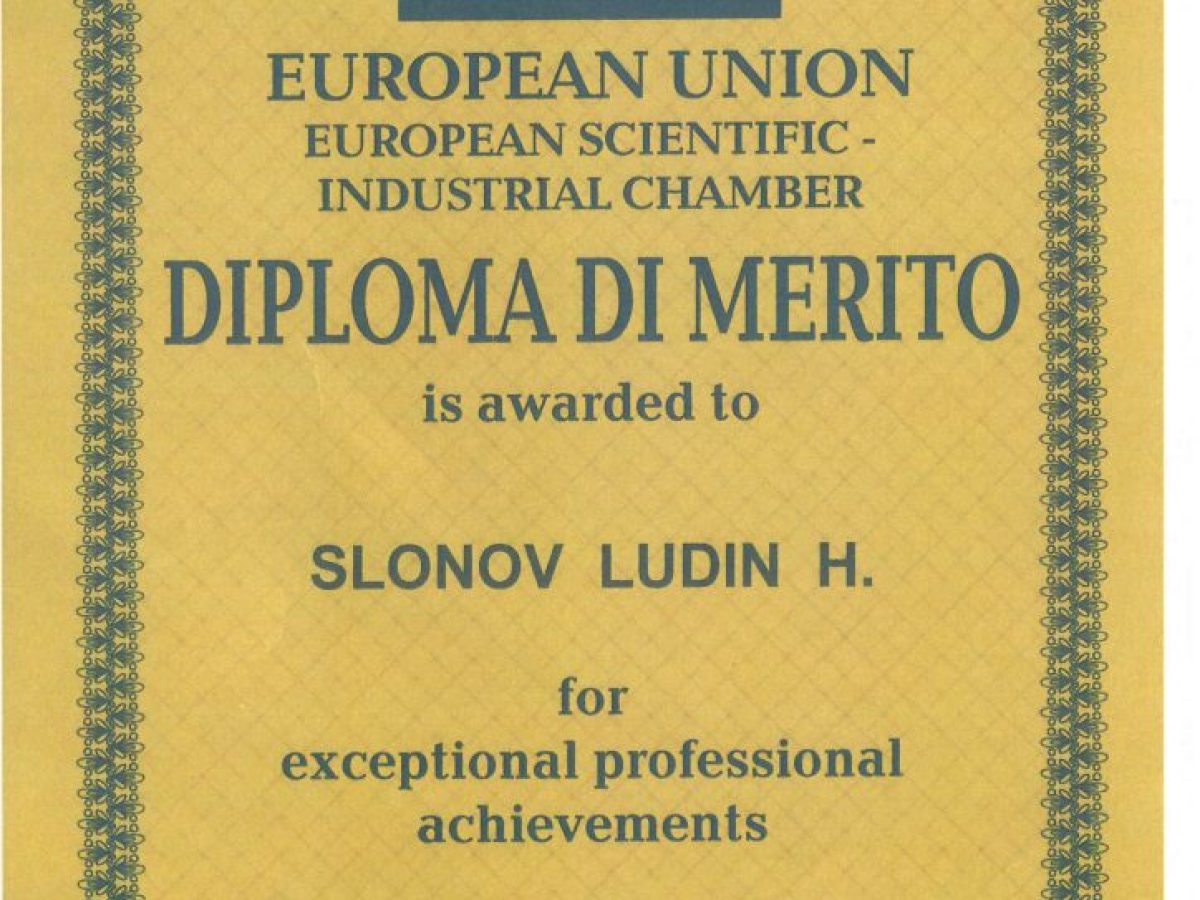 EUROPEAN UNION
EUROPEAN SCIENTIFIC -
INDUSTRIAL CHAMBER
DIPLOMA DI MERITO
is awarded to
SLONOV LUDIN H.
for
exceptional professional
achievements